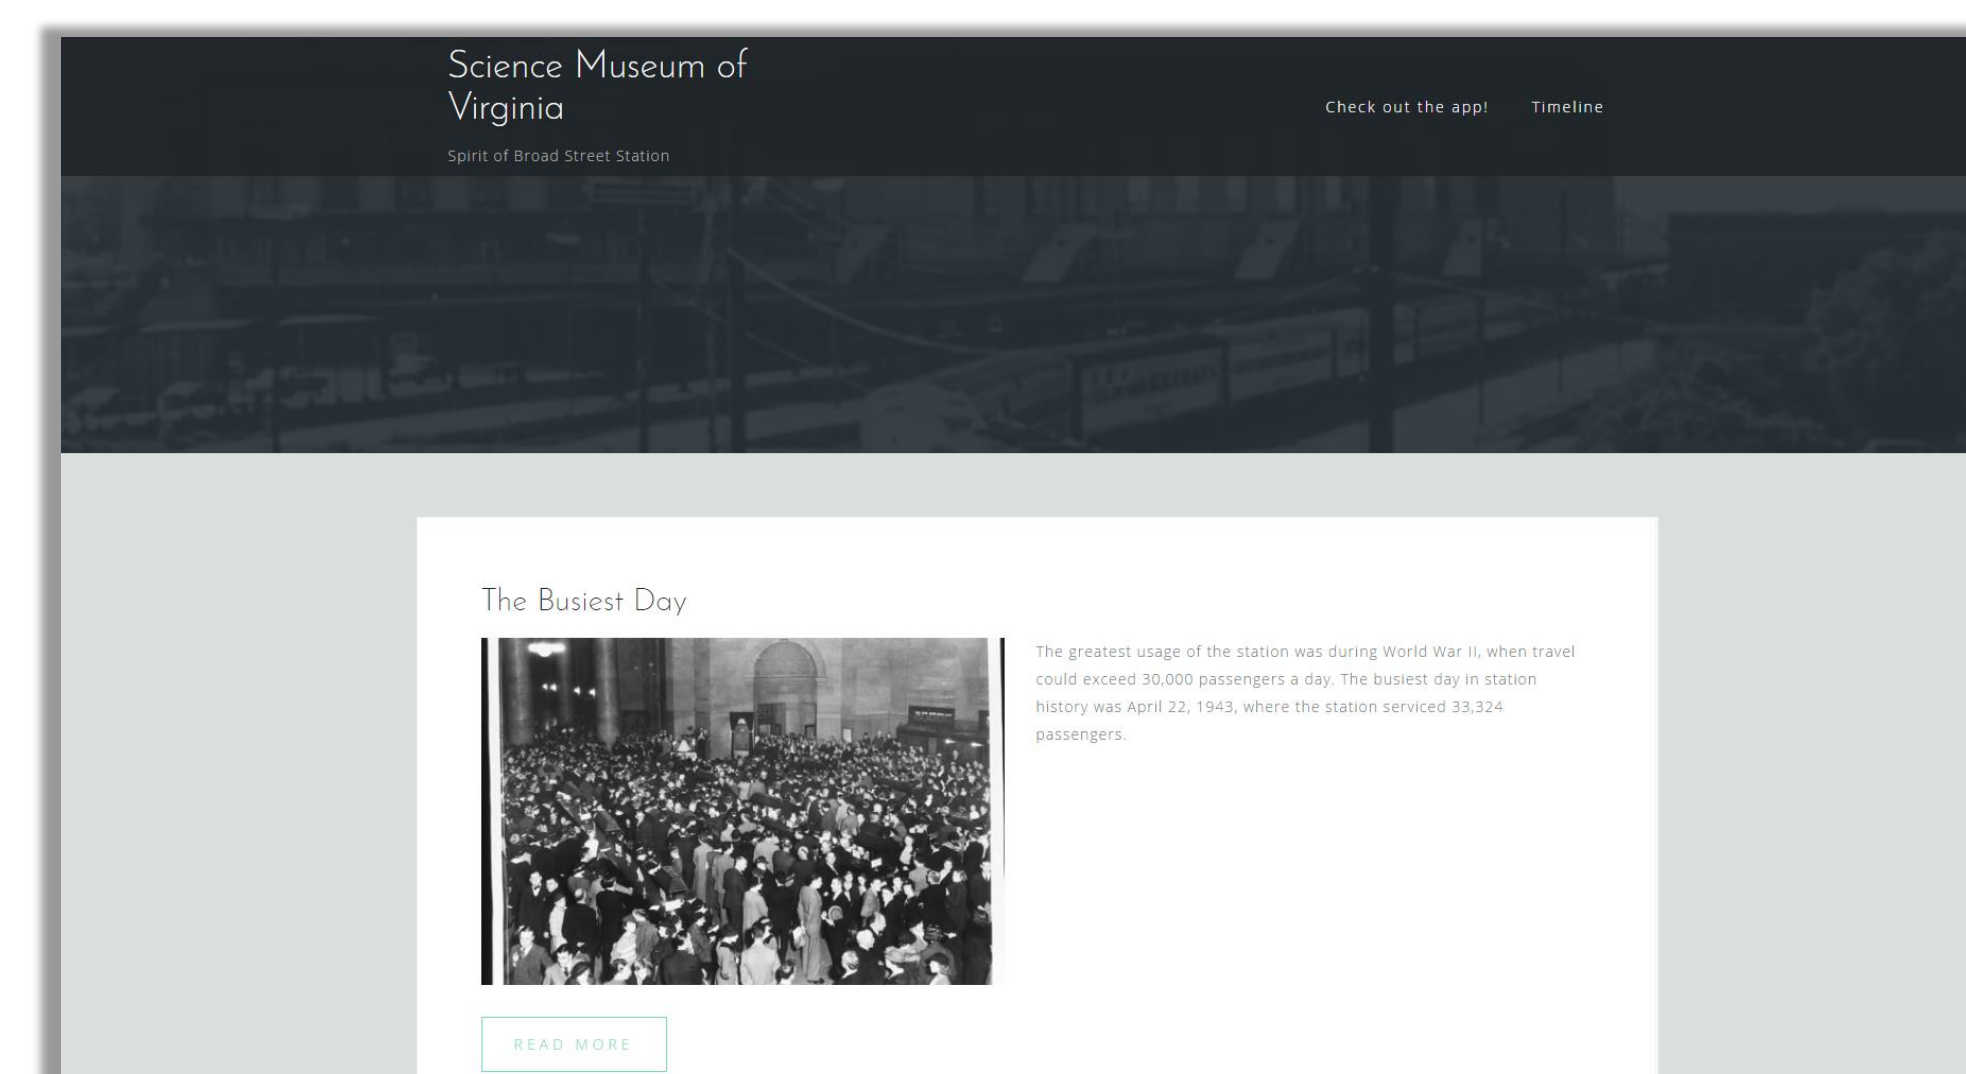 Science Museum of
Virginia
Check out the app! Timeline
Spirit of Broad Street Station
The Busiest Day
The greatest usage of the station was during World War II, when travel
could exceed 30,000 passengers a day. The busiest day in station
history was April 22, 1943, where the station serviced 33,324
passengers.
READ MORE